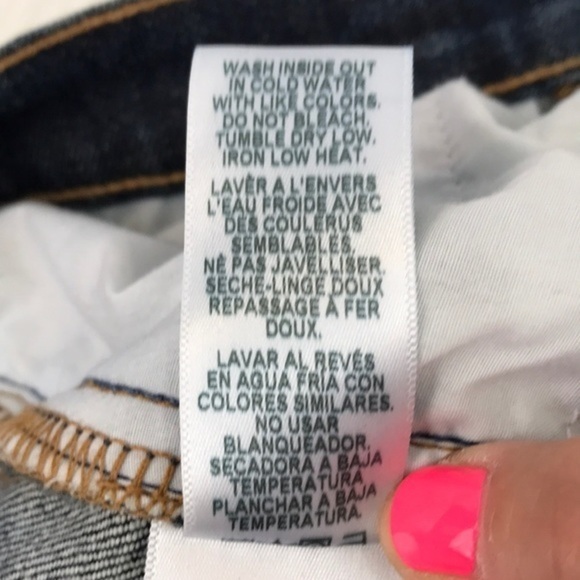 WASH INSIDE OUT
IN COLD WATER
WITH LIKE COLORS.
DO NOT BLEACH.
TUMBLE DRY LOW.
IRON LOW HEAT.
LAVER A L'ENVERS
L'EAU FROIDE AVEC
DES COULERUS
SEMBLABLES.
NE PAS JAVELLISER.
SECHE-LINGE DOUX
REPASSAGE À FER
DOUX.
LAVAR AL REVÉS
EN AGUA FRÍA CON
COLORES SIMILARES.
NO USAR
BLANQUEADOR.
SECADORA A BAJA
TEMPERATURA
PLANCHAR A BAJA
TEMPERATURA.